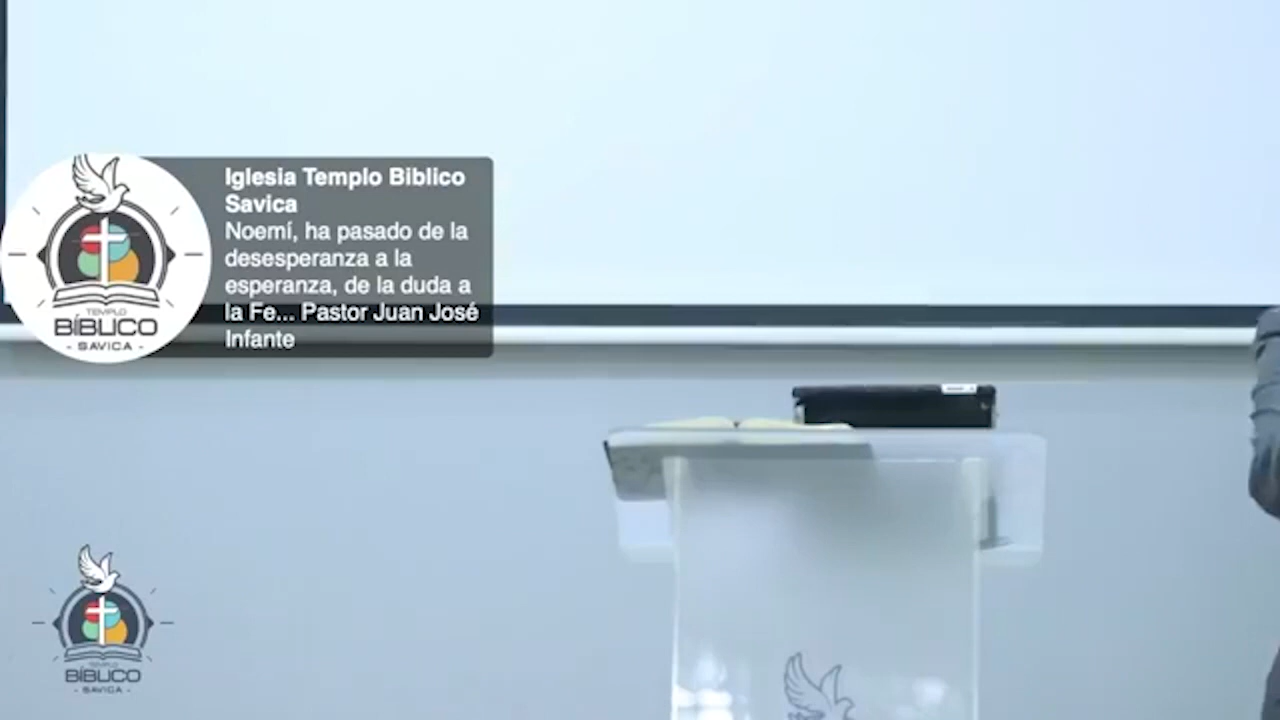 Iglesia Templo Biblico
Savica
Noemí, ha pasado de la
desesperanza a la
esperanza, de la duda a
la Fe... Pastor Juan José
Infante
TEMPLO
BÍBLICO
- SAVICA -
TEMPLO
BÍBLICO
- SAVICA -